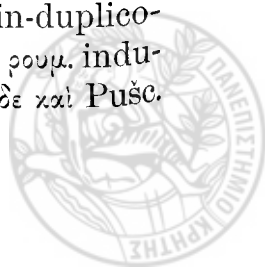 in-duplico-
ρουμ. indu-
δε καὶ Pušc.
ΠΑΝΕΠΙΣΤΗΜΙΟ ΚΡΗΤΗΣ